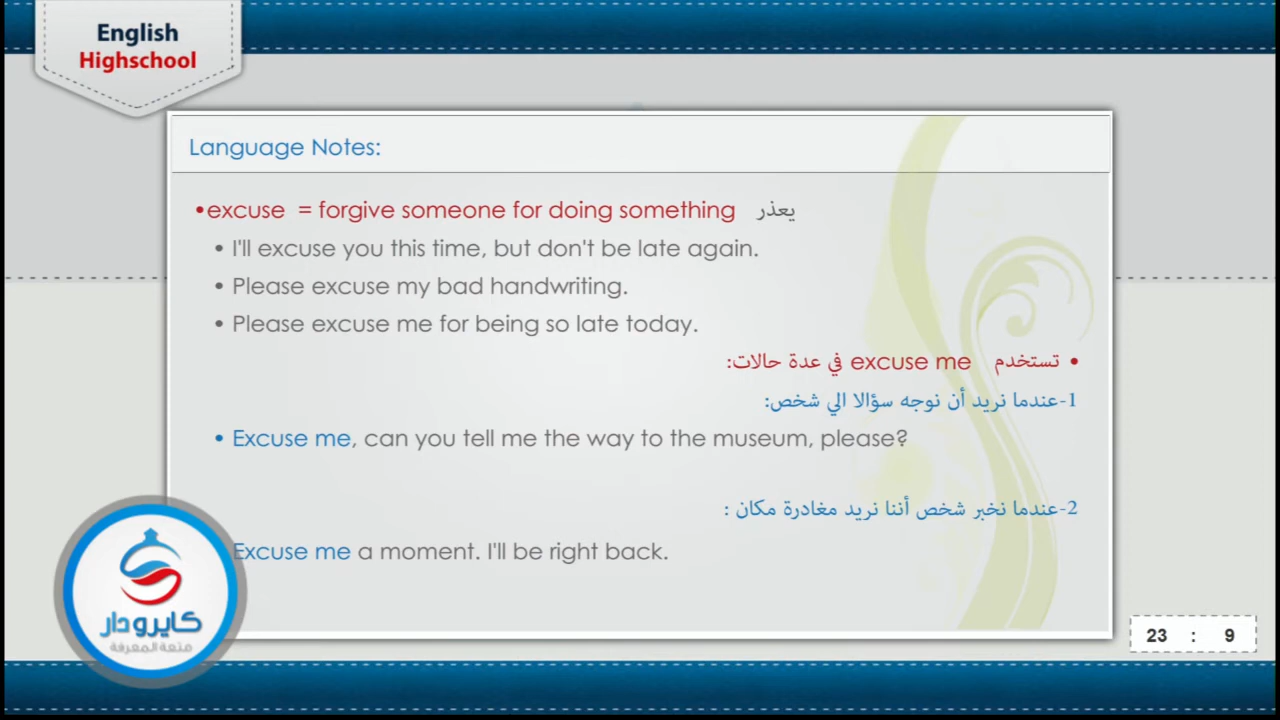 English
Highschool
Language Notes:
•excuse = forgive someone for doing something يعذر
• I'll excuse you this time, but don't be late again.
• Please excuse my bad handwriting.
• Please excuse me for being so late today.
• تستخدم excuse me في عدة حالات:
1-عندما نريد أن نوجه سؤالا الي شخص:
• Excuse me, can you tell me the way to the museum, please?
2-عندما نخبر شخص أننا نريد مغادرة مكان :
Excuse me a moment. I'll be right back.
كايرودار
متعة المعرفة
23 : 9